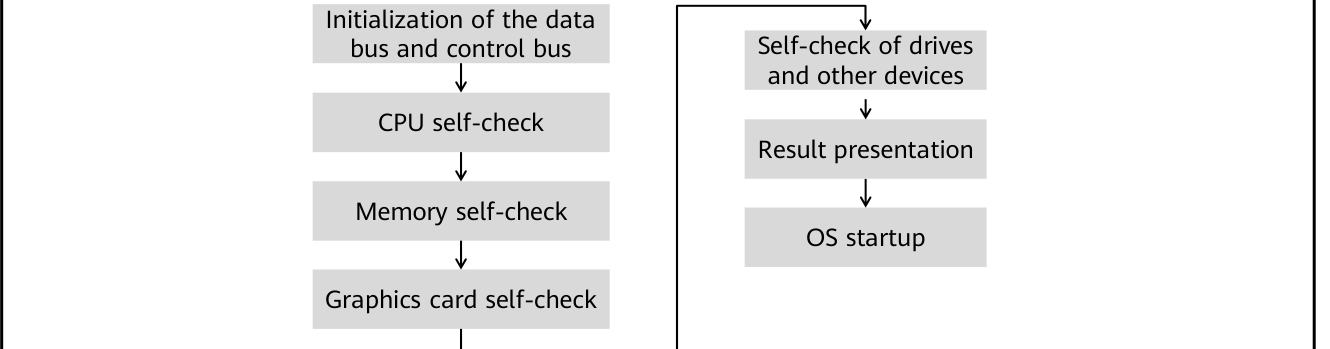 Initialization of the data
bus and control bus
CPU self-check
Memory self-check
Graphics card self-check
Self-check of drives
and other devices
Result presentation
OS startup